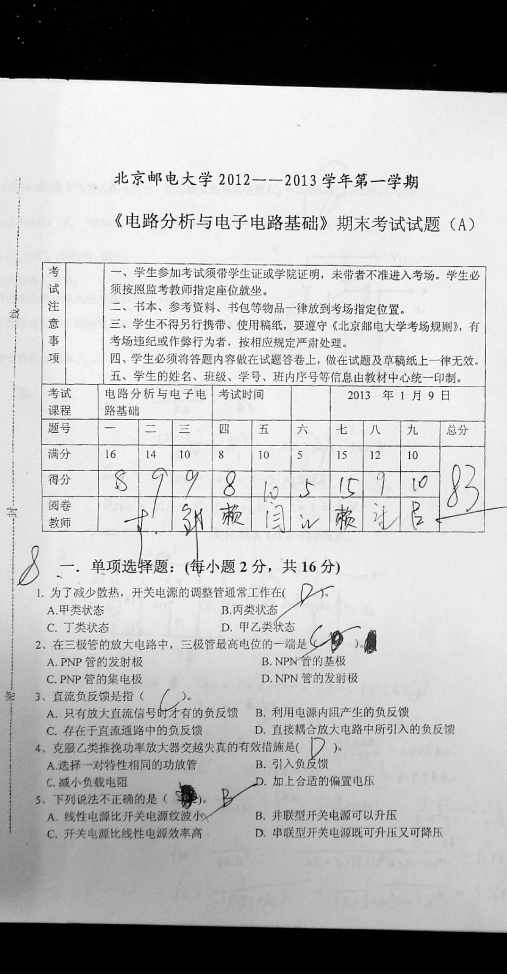 北京邮电大学2012——2013学年第一学期
《电路分析与电子电路基础》期末考试试题（A）
考试注意事项
一、学生参加考试须带学生证或学院证明，未带者不准进入考场。学生必
须按照监考教师指定座位就坐。
二、书本、参考资料、书包等物品一律放到考场指定位置。
三、学生不得另行携带、使用稿纸，要遵守《北京邮电大学考场规则》，有
考场违纪或作弊行为者，按相应规定严肃处理。
四、学生必须将答题内容做在试题答卷上，做在试题及草稿纸上一律无效。
五、学生的姓名、班级、学号、班内序号等信息由教材中心统一印制。
考试课程 电路分析与电子电路基础 考试时间 2013 年 1 月 9 日
题号 一 二 三 四 五 六 七 八 九 总分
满分 16 14 10 8 10 5 15 12 10
得分 8 9 9 8 10 5 15 9 10 83
阅卷教师
8
一．单项选择题：(每小题 2 分，共 16 分)
1. 为了减少散热，开关电源的调整管通常工作在( D )。
A.甲类状态 B.丙类状态
C. 丁类状态 D. 甲乙类状态
2、在三极管的放大电路中，三极管最高电位的一端是( C )。
A. PNP 管的发射极 B. NPN 管的基极
C. PNP 管的集电极 D. NPN 管的发射极
3、直流负反馈是指（ C ）。
A. 只有放大直流信号时才有的负反馈 B. 利用电源内阻产生的负反馈
C. 存在于直流通路中的负反馈 D. 直接耦合放大电路中所引入的负反馈
4、克服乙类推挽功率放大器交越失真的有效措施是( D )。
A.选择一对特性相同的功放管 B. 引入负反馈
C. 减小负载电阻 D. 加上合适的偏置电压
5、下列说法不正确的是（ ）。 B
A. 线性电源比开关电源纹波小 B. 并联型开关电源可以升压
C. 开关电源比线性电源效率高 D. 串联型开关电源既可升压又可降压